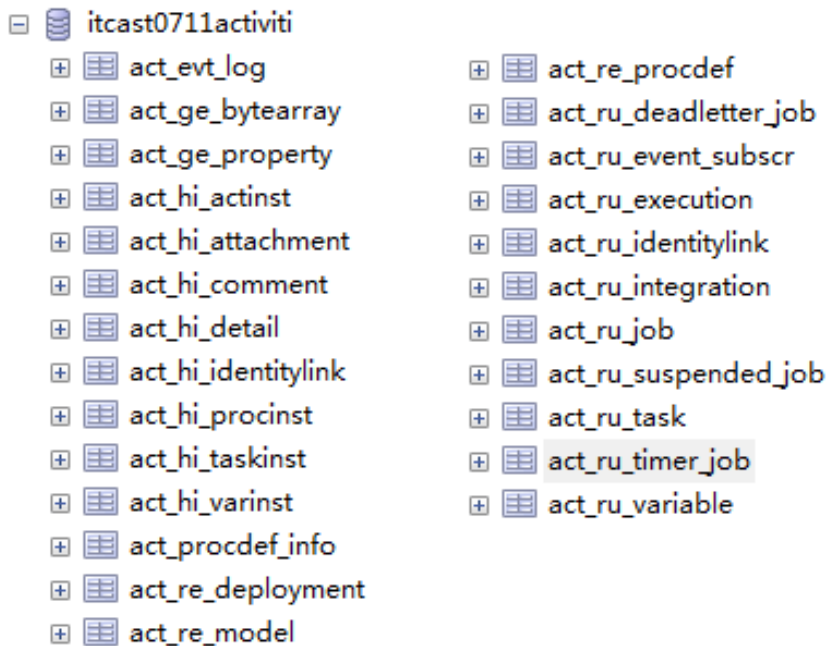 itcast0711activiti
act_evt_log
act_ge_bytearray
act_ge_property
act_hi_actinst
act_hi_attachment
act_hi_comment
act_hi_detail
act_hi_identitylink
act_hi_procinst
act_hi_taskinst
act_hi_varinst
act_procdef_info
act_re_deployment
act_re_model
act_re_procdef
act_ru_deadletter_job
act_ru_event_subscr
act_ru_execution
act_ru_identitylink
act_ru_integration
act_ru_job
act_ru_suspended_job
act_ru_task
act_ru_timer_job
act_ru_variable